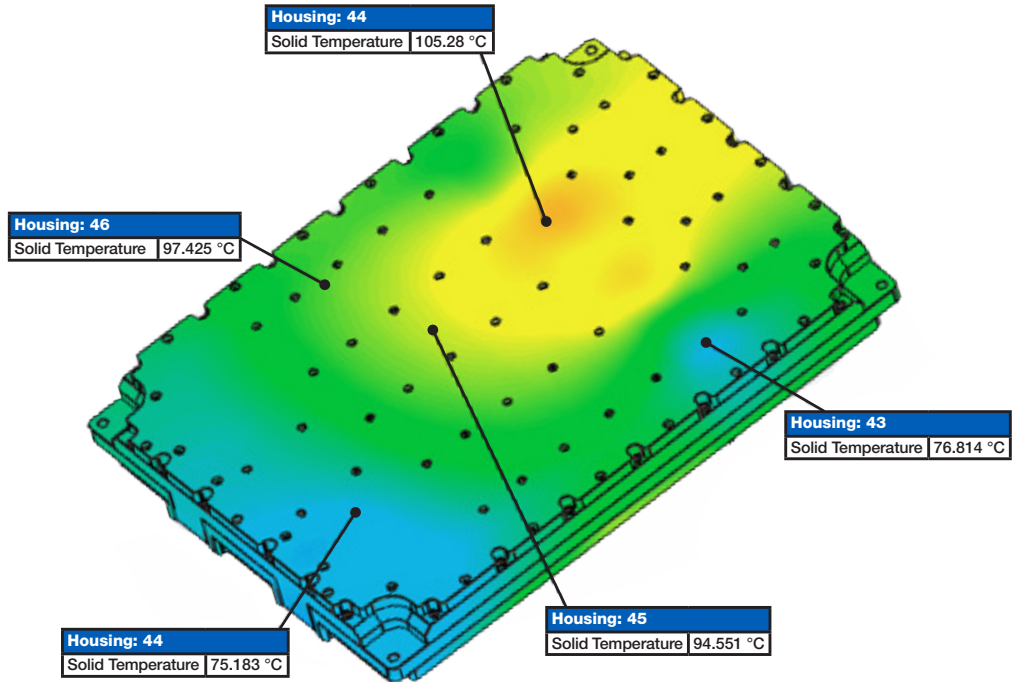 Housing: 44
Solid Temperature 105.28 °C
Housing: 46
Solid Temperature 97.425 °C
Housing: 43
Solid Temperature 76.814 °C
Housing: 45
Solid Temperature 94.551 °C
Housing: 44
Solid Temperature 75.183 °C